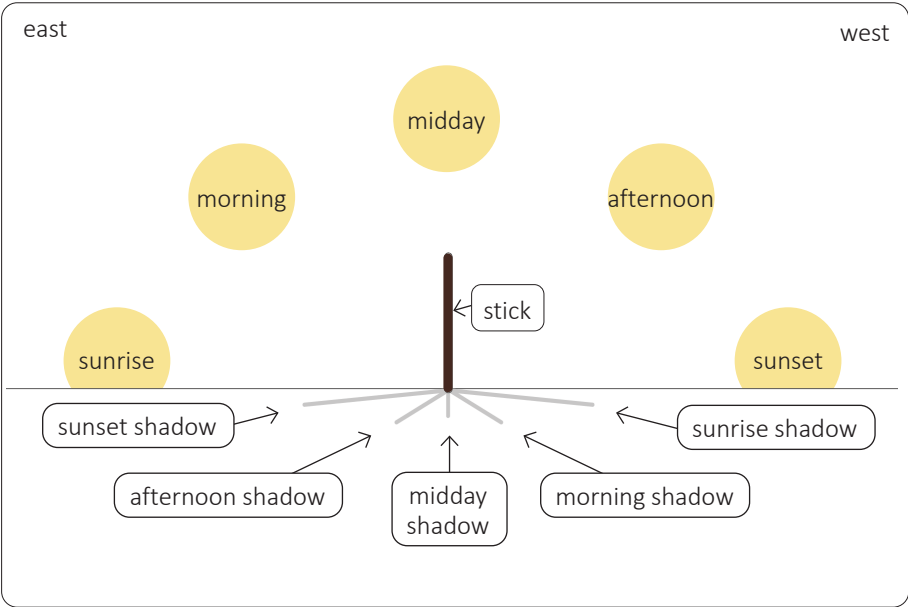 east
west
midday
morning
afternoon
stick
sunrise
sunset
sunset shadow
sunrise shadow
afternoon shadow
midday
shadow
morning shadow